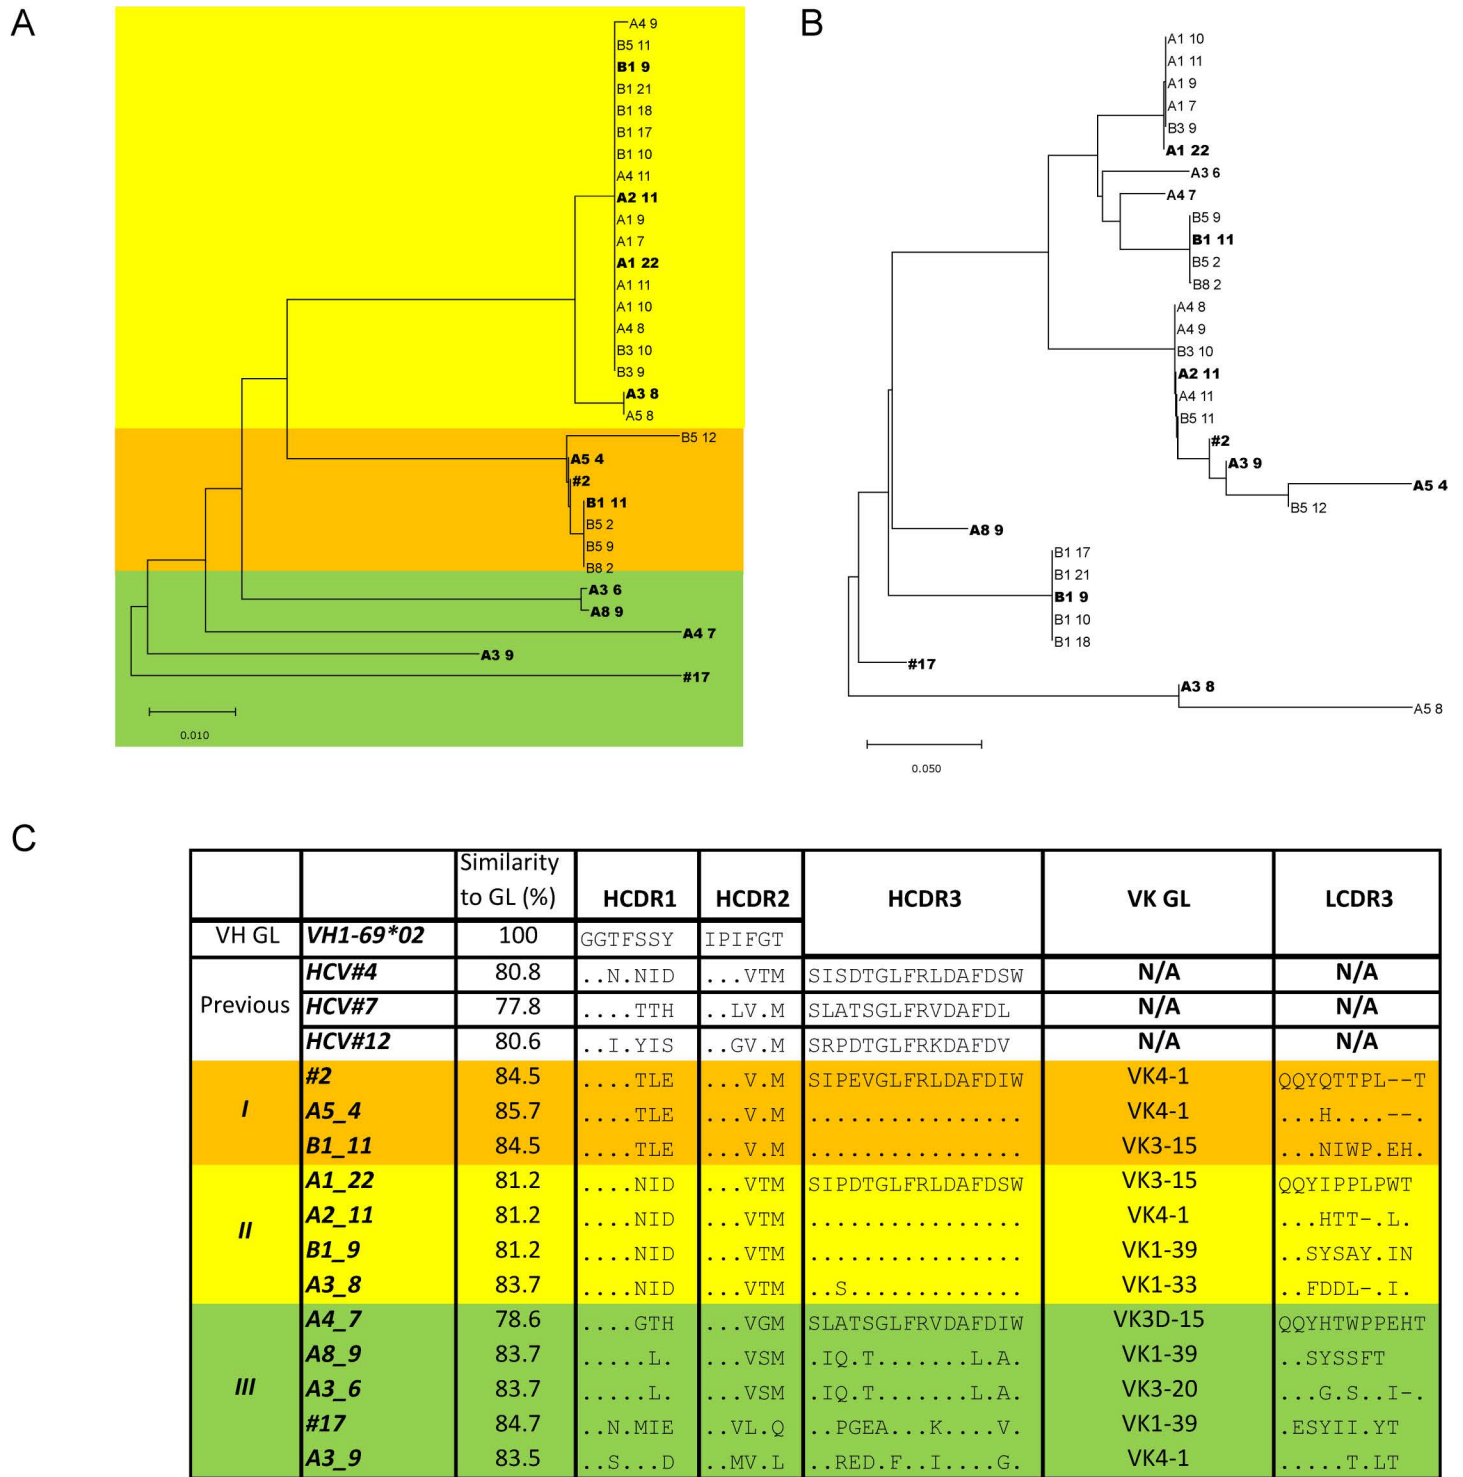 A
A4 9
B5 11
B1 9
B1 21
B1 18
B1 17
B1 10
A4 11
A2 11
A1 9
A1 7
A1 22
A1 11
A1 10
A4 8
B3 10
B3 9
A3 8
A5 8
B5 12
A5 4
#2
B1 11
B5 2
B5 9
B8 2
A3 6
A8 9
A4 7
A3 9
#17
0.010
B
A1 10
A1 11
A1 9
A1 7
B3 9
A1 22
A3 6
A4 7
B5 9
B1 11
B5 2
B8 2
A4 8
A4 9
B3 10
A2 11
A4 11
B5 11
#2
A3 9
A5 4
B5 12
A8 9
B1 17
B1 21
B1 9
B1 10
B1 18
#17
A3 8
A5 8
0.050
C
Similarity to GL (%) HCDR1 HCDR2 HCDR3 VK GL LCDR3
VH GL VH1-69*02 100 GGTFSSY IPIFGT
Previous HCV#4 80.8 ..N.NID ...VTM SISDTGLFRLDAFDSW N/A N/A
HCV#7 77.8 ....TTH ..LV.M SLATSGLFRVDAFDL N/A N/A
HCV#12 80.6 ..I.YIS ..GV.M SRPDTGLFRKDAFDV N/A N/A
I #2 84.5 ....TLE ...V.M SIPEVGLFRLDAFDIW VK4-1 QQYQTTPL--T
A5_4 85.7 ....TLE ...V.M ................ VK4-1 ...H....--.
B1_11 84.5 ....TLE ...V.M ................ VK3-15 ...NIWP.EH.
II A1_22 81.2 ....NID ...VTM SIPDTGLFRLDAFDSW VK3-15 QQYIPPLPWT
A2_11 81.2 ....NID ...VTM ................ VK4-1 ...HTT-.L.
B1_9 81.2 ....NID ...VTM ................ VK1-39 ..SYSAY.IN
A3_8 83.7 ....NID ...VTM ..S............. VK1-33 ..FDDL-.I.
III A4_7 78.6 ....GTH ...VGM SLATSGLFRVDAFDIW VK3D-15 QQYHTWPPEHT
A8_9 83.7 .....L. ...VSM .IQ.T.......L.A. VK1-39 ..SYSSFT
A3_6 83.7 .....L. ...VSM .IQ.T.......L.A. VK3-20 ...G.S..I-.
#17 84.7 ..N.MIE ..VL.Q ..PGEA...K....V. VK1-39 .ESYII.YT
A3_9 83.5 ..S...D ..MV.L ..RED.F..I....G. VK4-1 .....T.LT